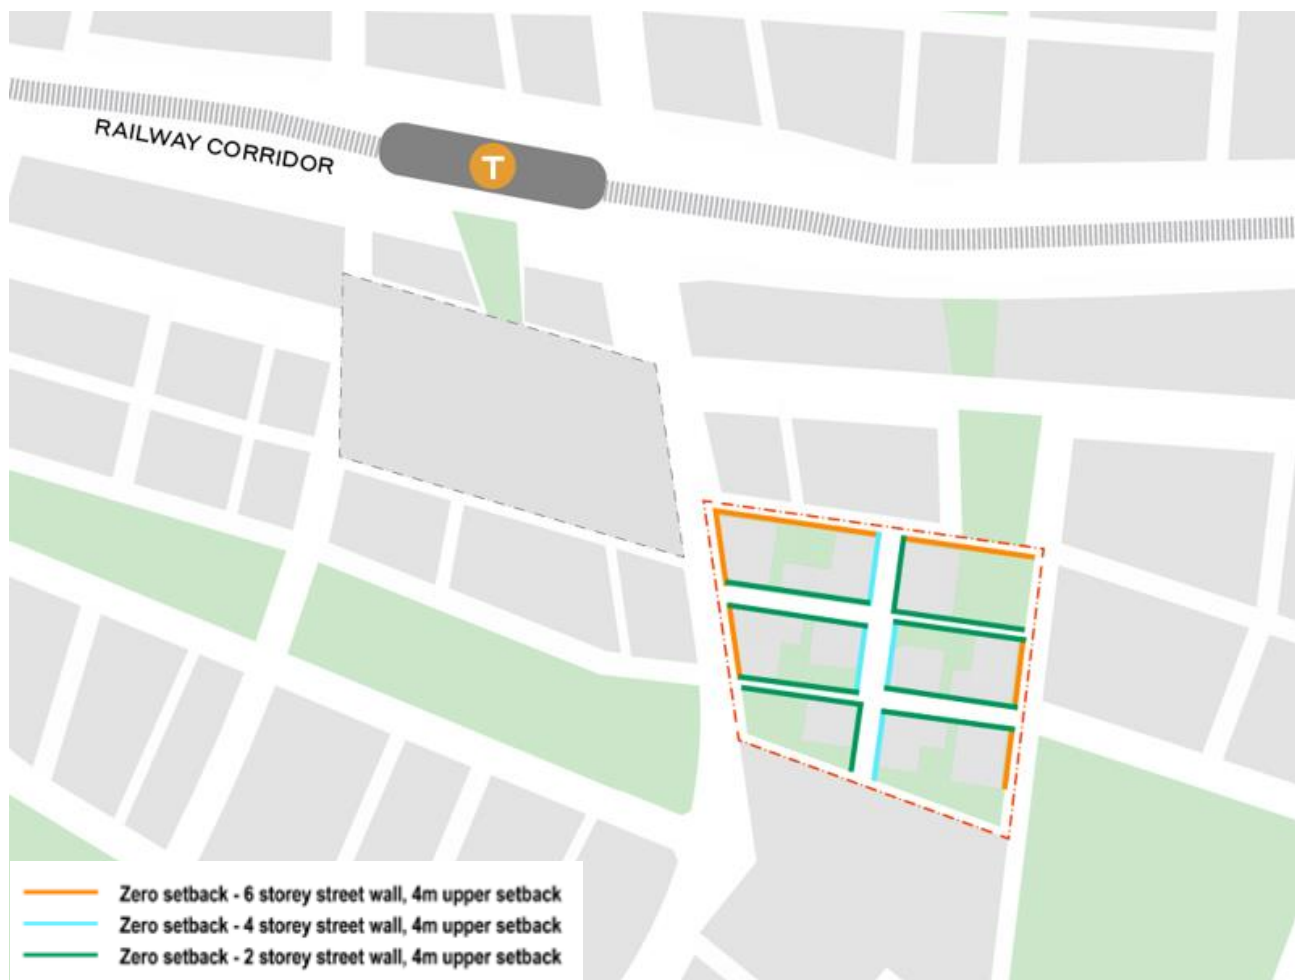 RAILWAY CORRIDOR
T
Zero setback - 6 storey street wall, 4m upper setback
Zero setback - 4 storey street wall, 4m upper setback
Zero setback - 2 storey street wall, 4m upper setback